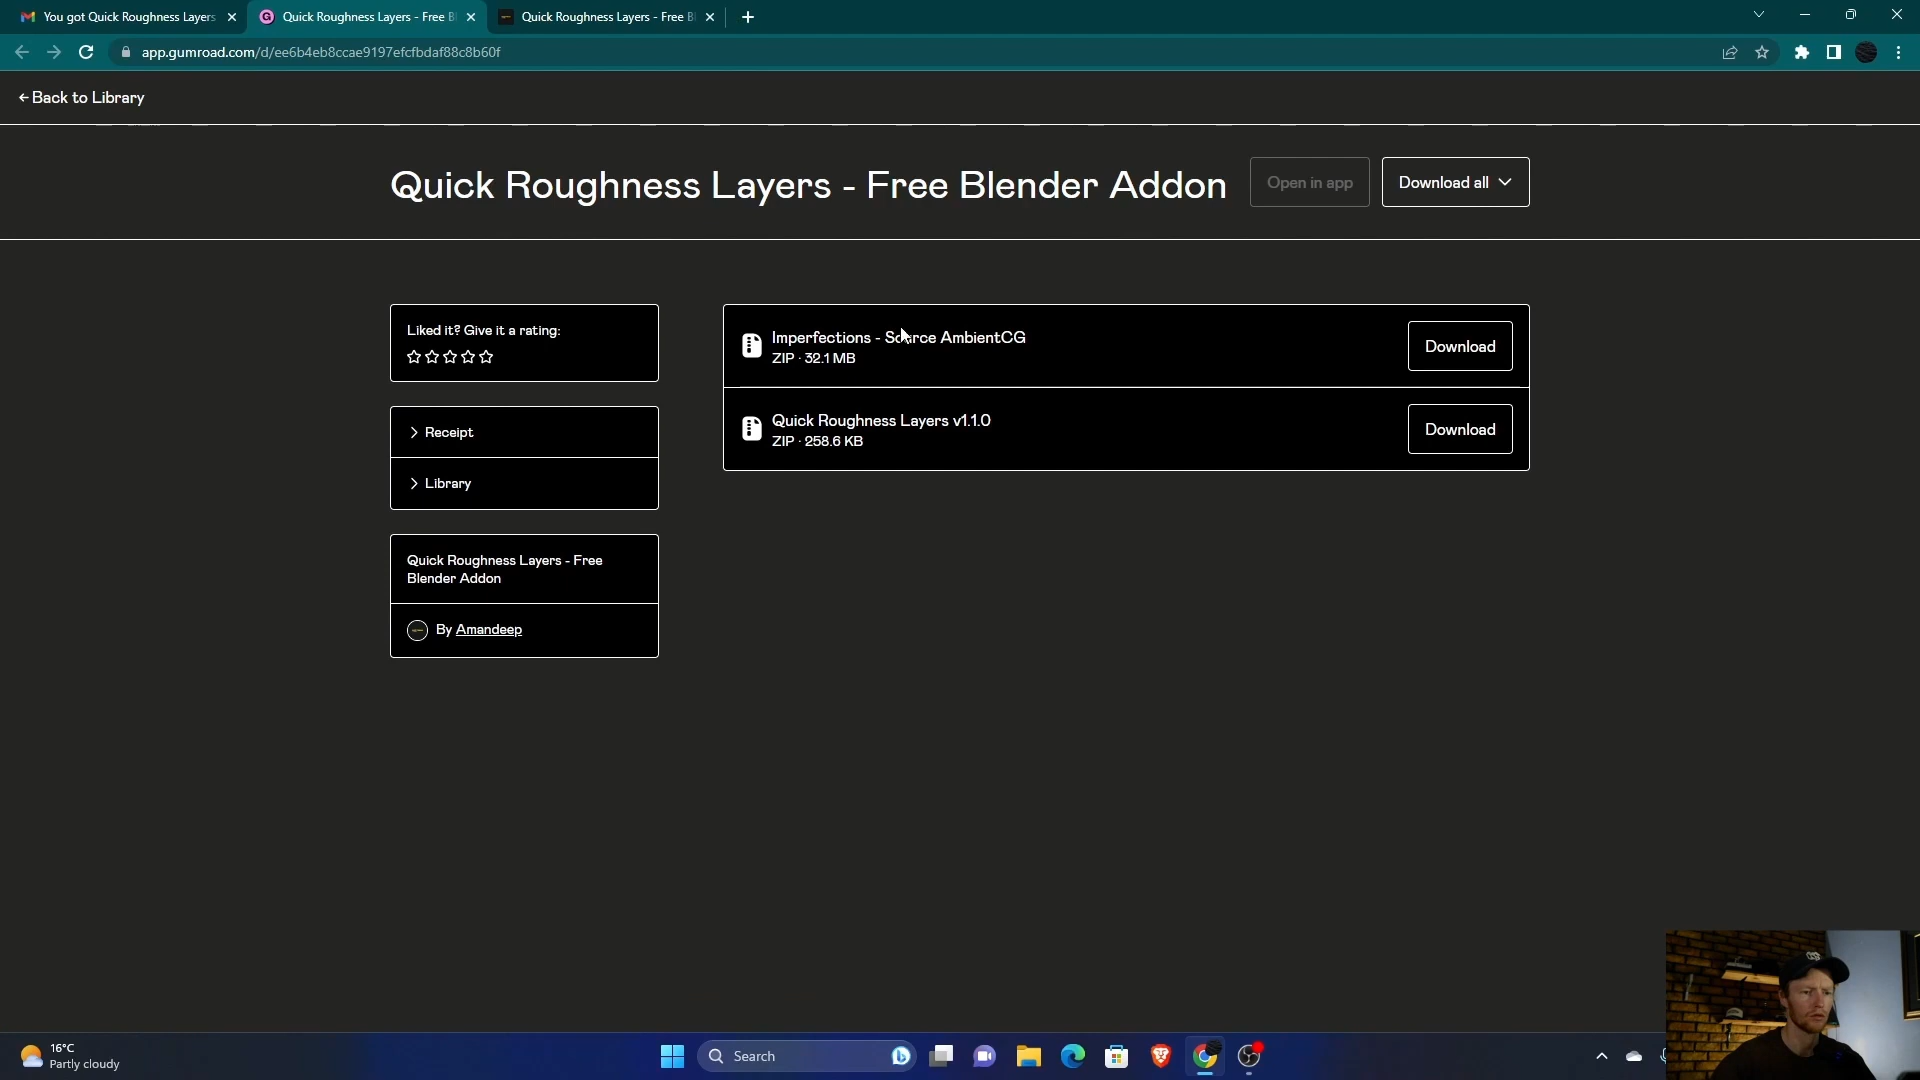 You got Quick Roughness Layers
Quick Roughness Layers - Free B
Quick Roughness Layers - Free B
app.gumroad.com/d/ee6b4eb8ccae9197efcfbdaf88c8b60f
←Back to Library
Quick Roughness Layers - Free Blender Addon
Open in app
Download all
Liked it? Give it a rating:
Imperfections - Source AmbientCG
ZIP · 32.1 MB
Download
Quick Roughness Layers v1.1.0
ZIP · 258.6 KB
Download
Receipt
Library
Quick Roughness Layers - Free
Blender Addon
By Amandeep
16°C
Partly cloudy
Search